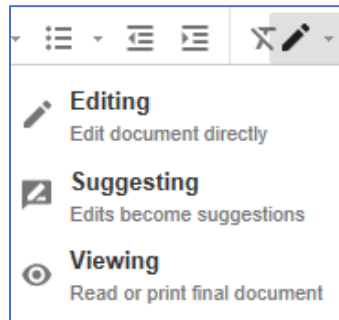 Editing
Edit document directly
Suggesting
Edits become suggestions
Viewing
Read or print final document